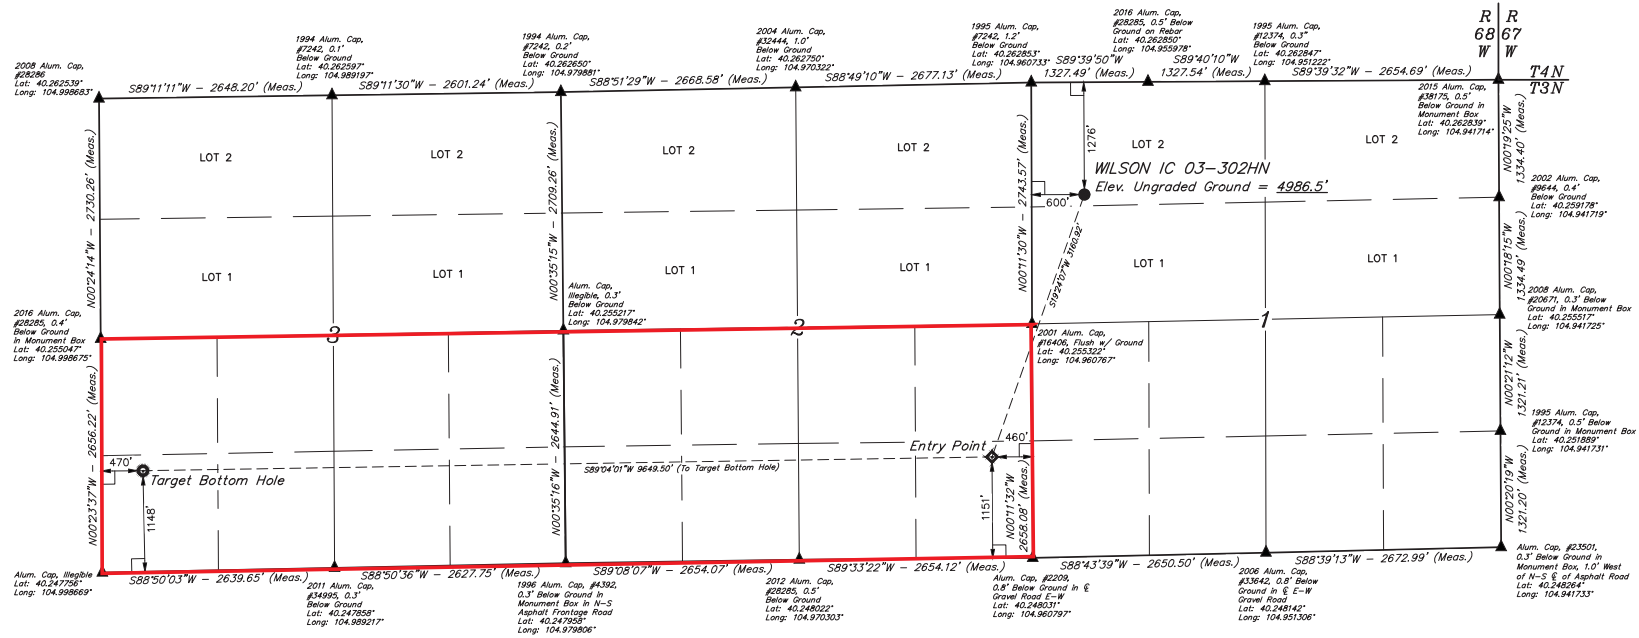 R R
68 67
W W
T4N
T3N
2008 Alum. Cap,
#28286
Lat: 40.262539°
Long: 104.998683°
1994 Alum. Cap,
#7242, 0.1'
Below Ground
Lat: 40.262597°
Long: 104.989197°
1994 Alum. Cap,
#7242, 0.2'
Below Ground
Lat: 40.262650°
Long: 104.979881°
2004 Alum. Cap,
#32444, 1.0'
Below Ground
Lat: 40.262750°
Long: 104.970322°
1995 Alum. Cap,
#7242, 1.2'
Below Ground
Lat: 40.262853°
Long: 104.960733°
2016 Alum. Cap,
#28285, 0.5' Below
Ground on Rebar
Lat: 40.262850°
Long: 104.955978°
1995 Alum. Cap,
#12374, 0.3"
Below Ground
Lat: 40.262847°
Long: 104.951222°
2015 Alum. Cap,
#38175, 0.5'
Below Ground in
Monument Box
Lat: 40.262839°
Long: 104.941714°
S89°11'11"W - 2648.20' (Meas.)
S89°11'30"W - 2601.24' (Meas.)
S88°51'29"W - 2668.58' (Meas.)
S88°49'10"W - 2677.13' (Meas.)
S89°39'50"W
1327.49' (Meas.)
S89°40'10"W
1327.54' (Meas.)
S89°39'32"W - 2654.69' (Meas.)
N00°24'14"W - 2730.26' (Meas.)
N00°35'15"W - 2709.26' (Meas.)
N00°11'30"W - 2743.57' (Meas.)
N00°19'25"W
1334.40' (Meas.)
N00°18'15"W
1334.49' (Meas.)
LOT 2
LOT 2
LOT 2
LOT 2
LOT 2
LOT 2
1276'
600'
WILSON IC 03-302HN
Elev. Ungraded Ground = 4986.5'
S19°24'07"W 3160.92'
2002 Alum. Cap,
#9644, 0.4'
Below Ground
Lat: 40.259178°
Long: 104.941719°
LOT 1
LOT 1
LOT 1
LOT 1
LOT 1
LOT 1
2016 Alum. Cap,
#28285, 0.4'
Below Ground
in Monument Box
Lat: 40.255047°
Long: 104.998675°
Alum. Cap,
Illegible, 0.3'
Below Ground
Lat: 40.255217°
Long: 104.979842°
2001 Alum. Cap,
#16406, Flush w/ Ground
Lat: 40.255322°
Long: 104.960767°
2008 Alum. Cap,
#20671, 0.3' Below
Ground in Monument Box
Lat: 40.255517°
Long: 104.941725°
3
2
1
N00°23'37"W - 2656.22' (Meas.)
N00°35'16"W - 2644.91' (Meas.)
N00°11'32"W
2658.08' (Meas.)
N00°21'12"W
1321.21' (Meas.)
N00°20'19"W
1321.20' (Meas.)
1995 Alum. Cap,
#12374, 0.5' Below
Ground in Monument Box
Lat: 40.251889°
Long: 104.941731°
Entry Point
460'
1151'
470'
Target Bottom Hole
1148'
S89°04'01"W 9649.50' (To Target Bottom Hole)
Alum. Cap, Illegible
Lat: 40.247756°
Long: 104.998669°
S88°50'03"W - 2639.65' (Meas.)
S88°50'36"W - 2627.75' (Meas.)
S89°08'07"W - 2654.07' (Meas.)
S89°33'22"W - 2654.12' (Meas.)
S88°43'39"W - 2650.50' (Meas.)
S88°39'13"W - 2672.99' (Meas.)
2011 Alum. Cap,
#34995, 0.3'
Below Ground
Lat: 40.247858°
Long: 104.989217°
1996 Alum. Cap, #4392,
0.3' Below Ground in
Monument Box in N-S
Asphalt Frontage Road
Lat: 40.247958°
Long: 104.979806°
2012 Alum. Cap,
#28285, 0.5'
Below Ground
Lat: 40.248022°
Long: 104.970303°
Alum. Cap, #2209,
0.8' Below Ground in ℄
Gravel Road E-W
Lat: 40.248031°
Long: 104.960797°
2006 Alum. Cap,
#33642, 0.8' Below
Ground in ℄ E-W
Gravel Road
Lat: 40.248142°
Long: 104.951306°
Alum. Cap, #23501,
0.3' Below Ground in
Monument Box, 1.0' West
of N-S ℄ of Asphalt Road
Lat: 40.248264°
Long: 104.941733°